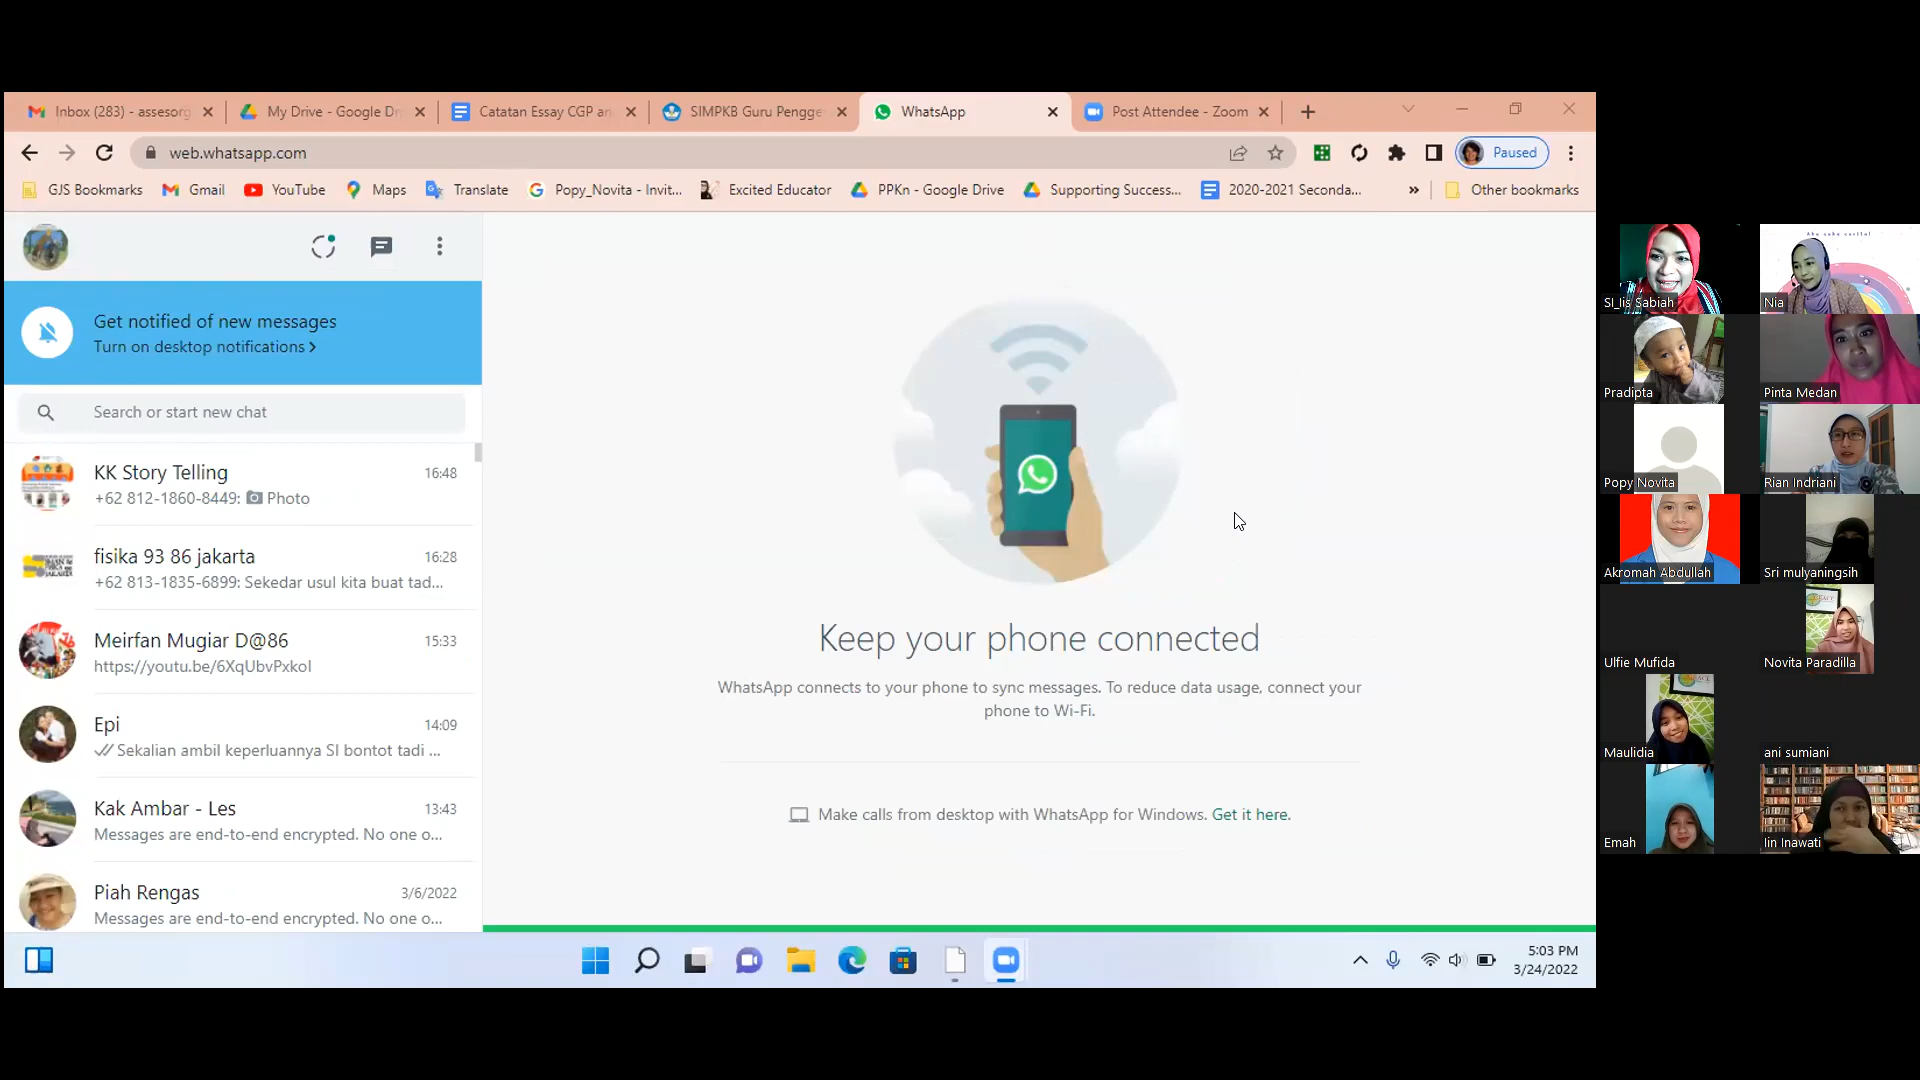 Inbox (283) - assesorg
My Drive - Google Dr
Catatan Essay CGP an
SIMPKB Guru Pengge
WhatsApp
Post Attendee - Zoom
web.whatsapp.com
Paused
GJS Bookmarks
Gmail
YouTube
Maps
Translate
Popy_Novita - Invit...
Excited Educator
PPKn - Google Drive
Supporting Success...
2020-2021 Seconda...
Other bookmarks
Get notified of new messages
Turn on desktop notifications
Search or start new chat
KK Story Telling 16:48
+62 812-1860-8449: Photo
fisika 93 86 jakarta 16:28
+62 813-1835-6899: Sekedar usul kita buat tad...
Meirfan Mugiar D@86 15:33
https://youtu.be/6XqUbvPxkoI
Epi 14:09
Sekalian ambil keperluannya SI bontot tadi ...
Kak Ambar - Les 13:43
Messages are end-to-end encrypted. No one o...
Piah Rengas 3/6/2022
Messages are end-to-end encrypted. No one o...
Keep your phone connected
WhatsApp connects to your phone to sync messages. To reduce data usage, connect your
phone to Wi-Fi.
Make calls from desktop with WhatsApp for Windows. Get it here.
5:03 PM
3/24/2022
SI_Iis Sabiah
Nia
Pradipta
Pinta Medan
Popy Novita
Rian Indriani
Akromah Abdullah
Sri mulyaningsih
Ulfie Mufida
Novita Paradilla
Maulidia
ani sumiani
Emah
Iin Inawati